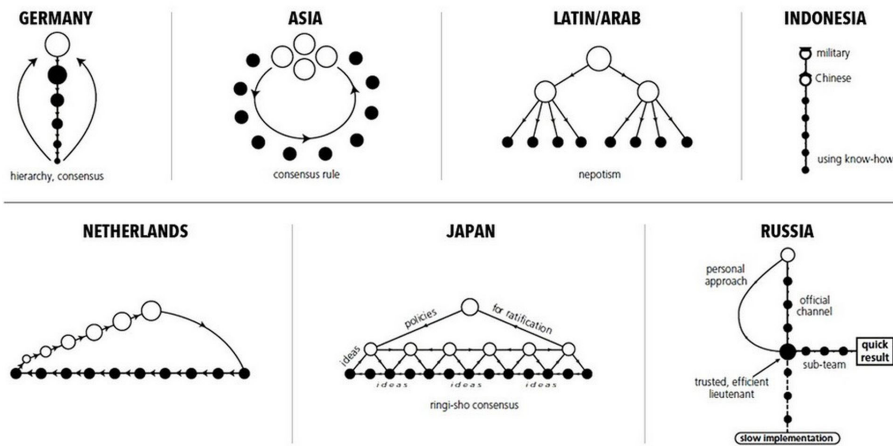 GERMANY
hierarchy, consensus
ASIA
consensus rule
LATIN/ARAB
nepotism
INDONESIA
military
Chinese
using know-how
NETHERLANDS
JAPAN
policies
for ratification
ideas
ideas
ideas
ideas
ringi-sho consensus
RUSSIA
personal
approach
official
channel
quick
result
sub-team
trusted, efficient
lieutenant
slow implementation